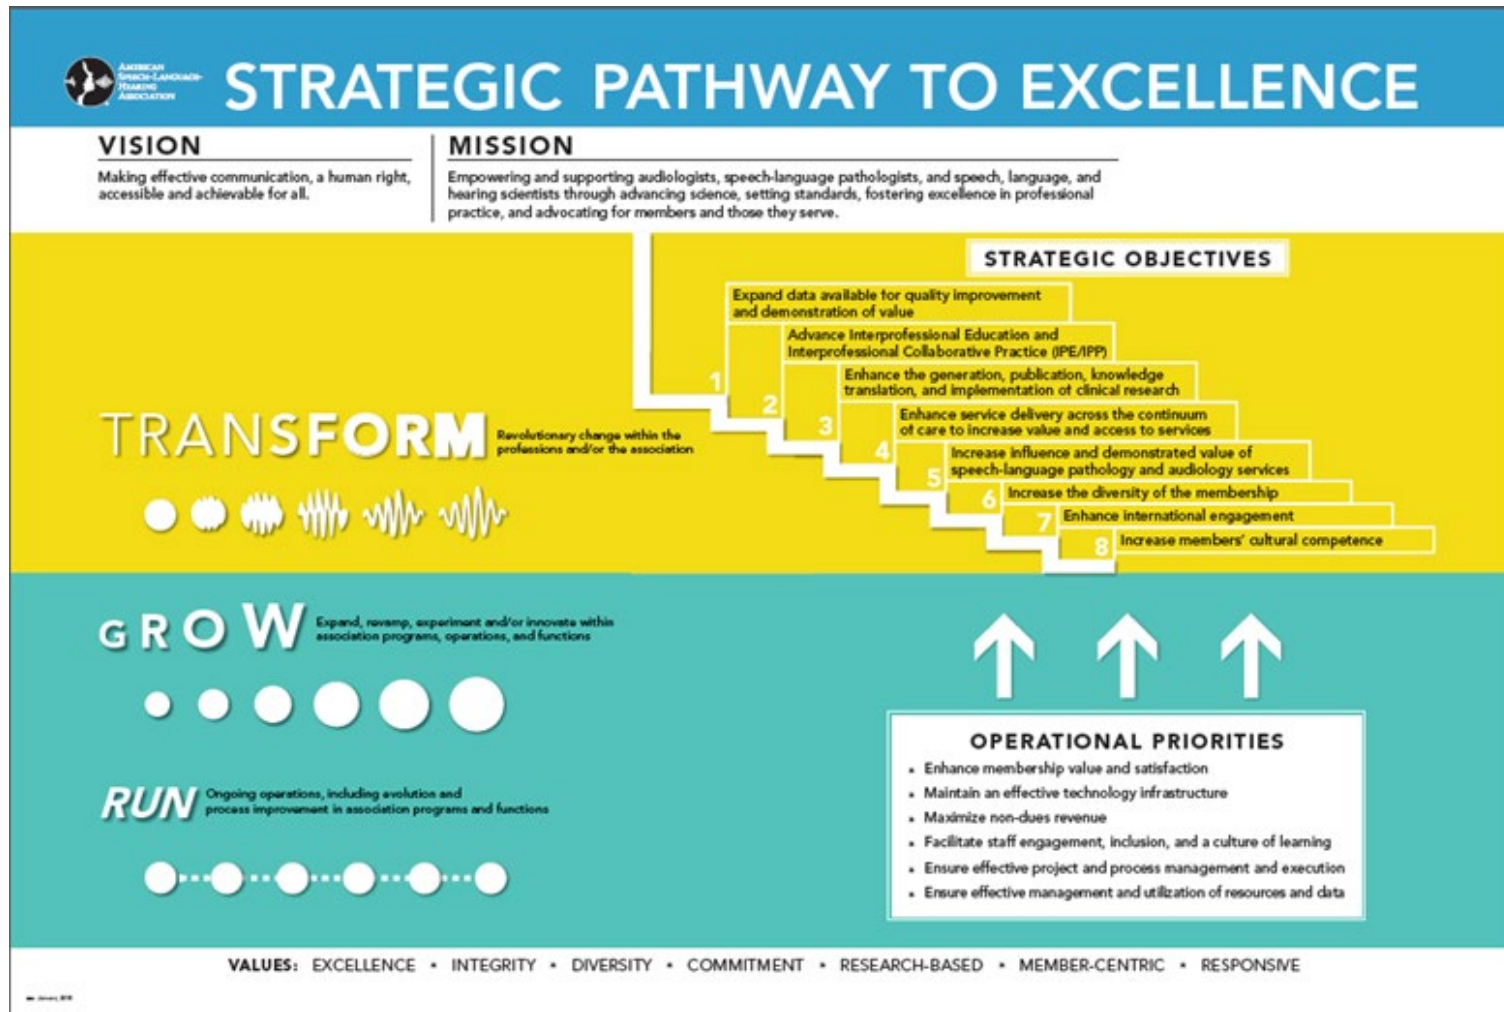 AMERICAN
SPEECH-LANGUAGE-
HEARING
ASSOCIATION
STRATEGIC PATHWAY TO EXCELLENCE
VISION
Making effective communication, a human right,
accessible and achievable for all.
MISSION
Empowering and supporting audiologists, speech-language pathologists, and speech, language, and
hearing scientists through advancing science, setting standards, fostering excellence in professional
practice, and advocating for members and those they serve.
STRATEGIC OBJECTIVES
1
Expand data available for quality improvement
and demonstration of value
2
Advance Interprofessional Education and
Interprofessional Collaborative Practice (IPE/IPP)
3
Enhance the generation, publication, knowledge
translation, and implementation of clinical research
4
Enhance service delivery across the continuum
of care to increase value and access to services
5
Increase influence and demonstrated value of
speech-language pathology and audiology services
6
Increase the diversity of the membership
7
Enhance international engagement
8
Increase members' cultural competence
TRANSFORM
Revolutionary change within the
professions and/or the association
GROW
Expand, revamp, experiment and/or innovate within
association programs, operations, and functions
RUN
Ongoing operations, including evolution and
process improvement in association programs and functions
OPERATIONAL PRIORITIES
• Enhance membership value and satisfaction
• Maintain an effective technology infrastructure
• Maximize non-dues revenue
• Facilitate staff engagement, inclusion, and a culture of learning
• Ensure effective project and process management and execution
• Ensure effective management and utilization of resources and data
VALUES: EXCELLENCE • INTEGRITY • DIVERSITY • COMMITMENT • RESEARCH-BASED • MEMBER-CENTRIC • RESPONSIVE